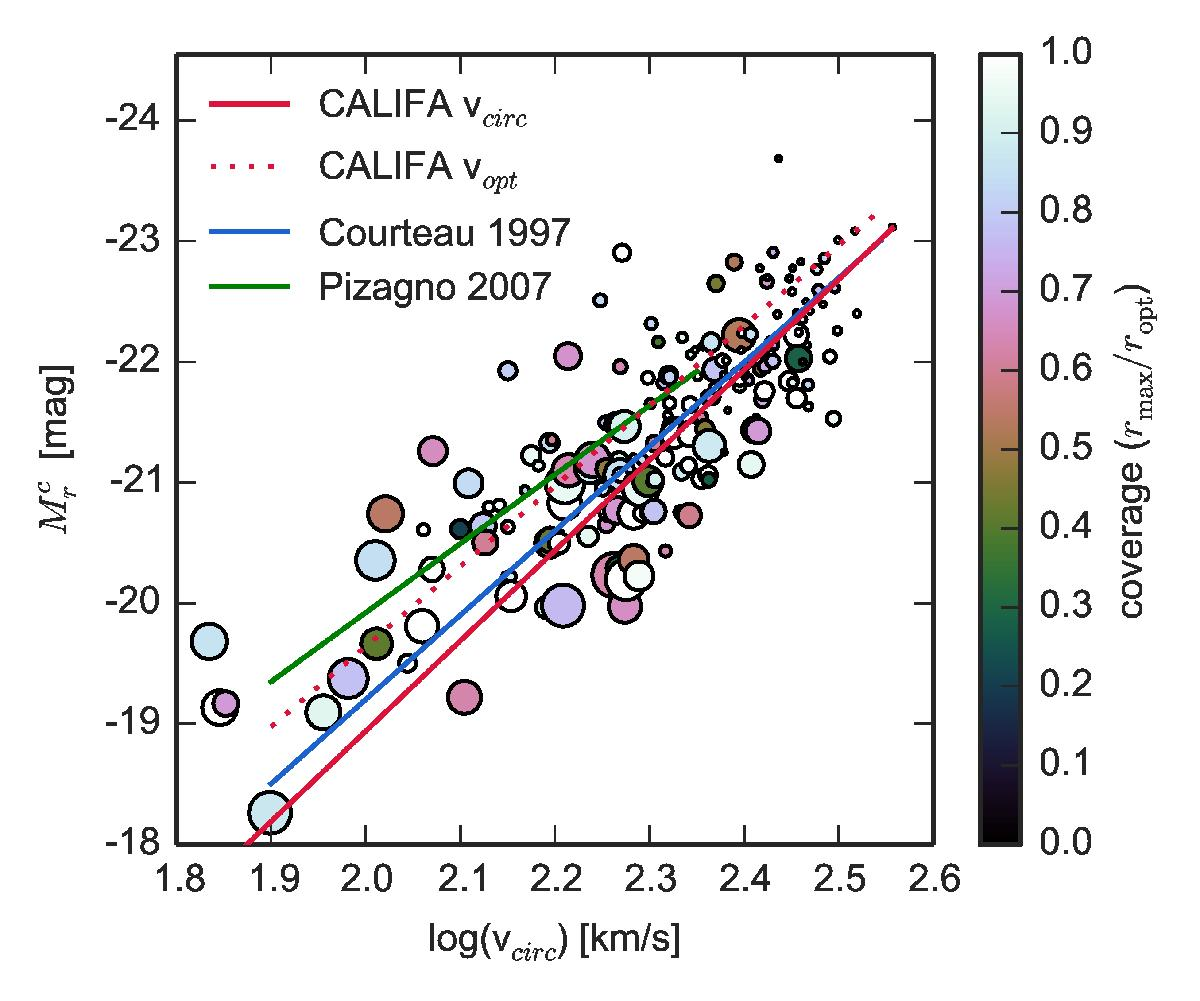 CALIFA v_circ
CALIFA v_opt
Courteau 1997
Pizagno 2007
M_r^c [mag]
-24
-23
-22
-21
-20
-19
-18
1.8 1.9 2.0 2.1 2.2 2.3 2.4 2.5 2.6
log(v_circ) [km/s]
1.0
0.9
0.8
0.7
0.6
0.5
0.4
0.3
0.2
0.1
0.0
coverage (r_max/r_opt)